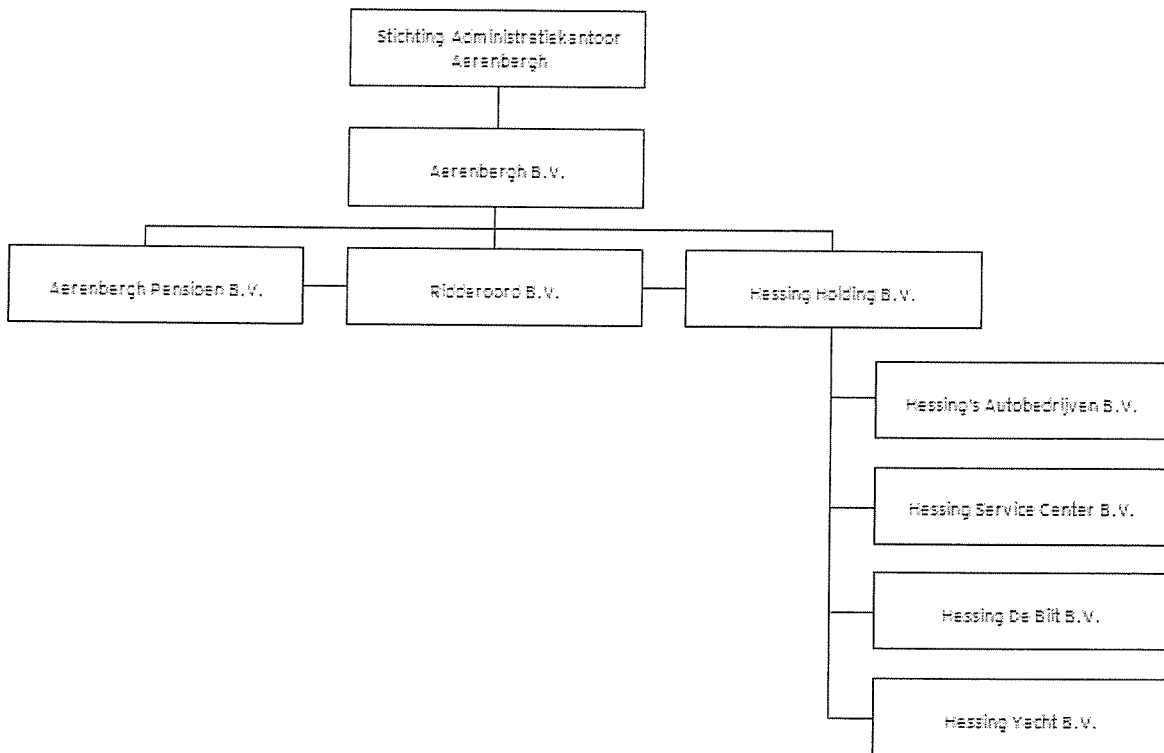 Stichting Administratiekantoor
Aerenbergh
Aerenbergh B.V.
Aerenbergh Pensioen B.V.
Ridderoord B.V.
Hessing Holding B.V.
Hessing's Autobedrijven B.V.
Hessing Service Center B.V.
Hessing De Bilt B.V.
Hessing Yacht B.V.